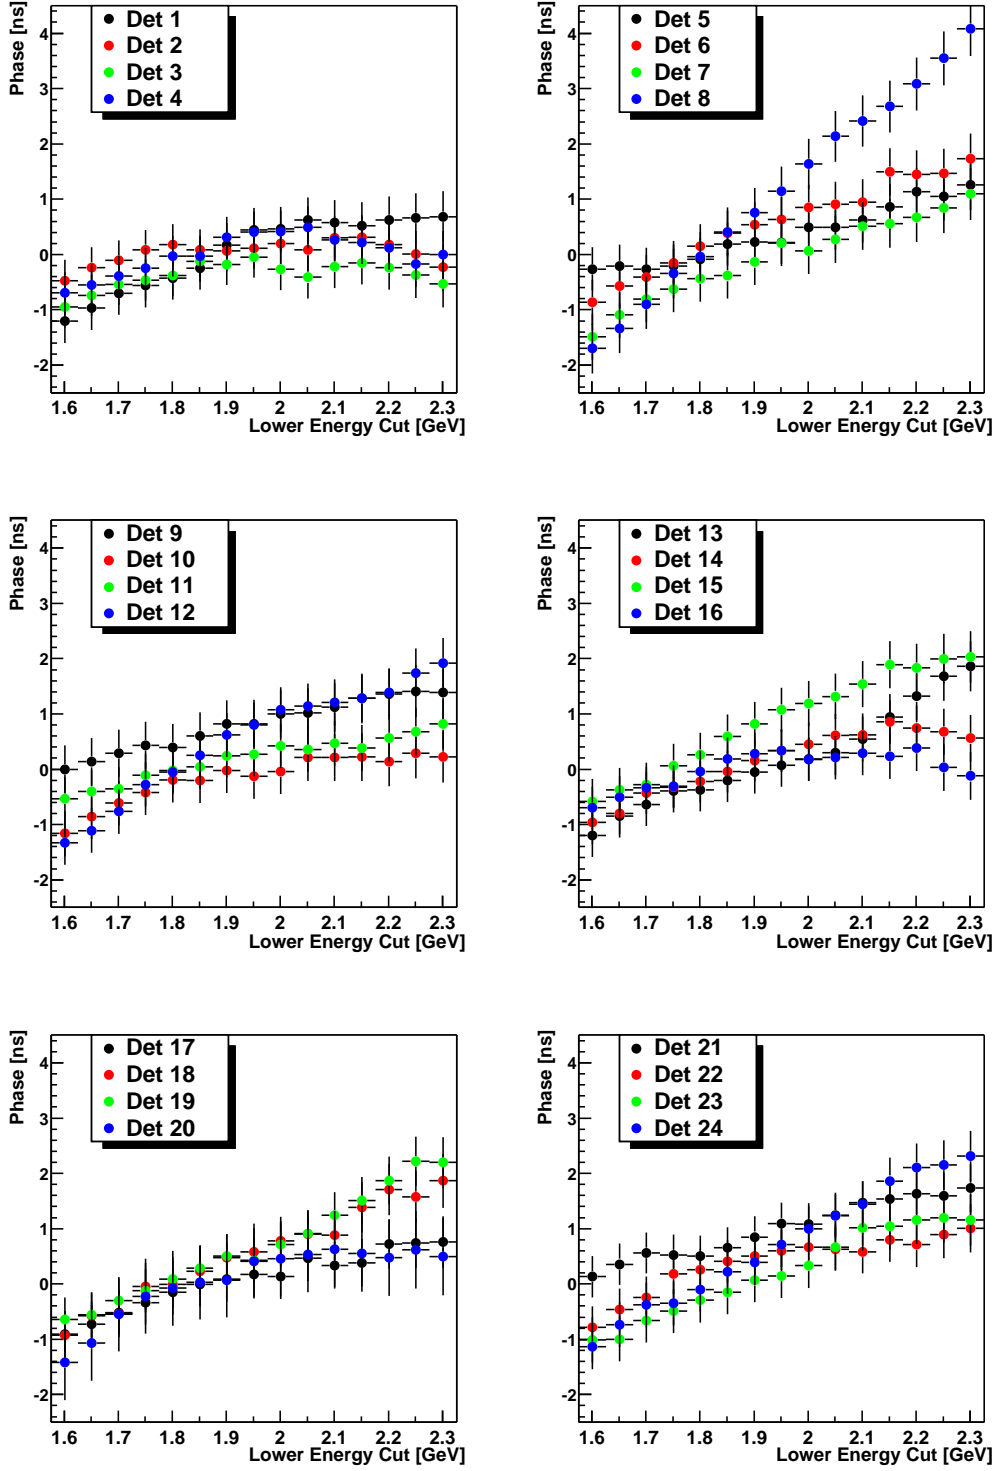 Phase [ns]
Det 1
Det 2
Det 3
Det 4
4
2
1
0
-1
-2
1.6 1.7 1.8 1.9 2 2.1 2.2 2.3
Lower Energy Cut [GeV]
Phase [ns]
Det 5
Det 6
Det 7
Det 8
4
2
1
0
-1
-2
1.6 1.7 1.8 1.9 2 2.1 2.2 2.3
Lower Energy Cut [GeV]
Phase [ns]
Det 9
Det 10
Det 11
Det 12
4
3
2
1
0
-1
-2
1.6 1.7 1.8 1.9 2 2.1 2.2 2.3
Lower Energy Cut [GeV]
Phase [ns]
Det 13
Det 14
Det 15
Det 16
4
3
2
1
0
-1
-2
1.6 1.7 1.8 1.9 2 2.1 2.2 2.3
Lower Energy Cut [GeV]
Phase [ns]
Det 17
Det 18
Det 19
Det 20
4
3
2
1
0
-1
-2
1.6 1.7 1.8 1.9 2 2.1 2.2 2.3
Lower Energy Cut [GeV]
Phase [ns]
Det 21
Det 22
Det 23
Det 24
4
3
2
1
0
-1
-2
1.6 1.7 1.8 1.9 2 2.1 2.2 2.3
Lower Energy Cut [GeV]